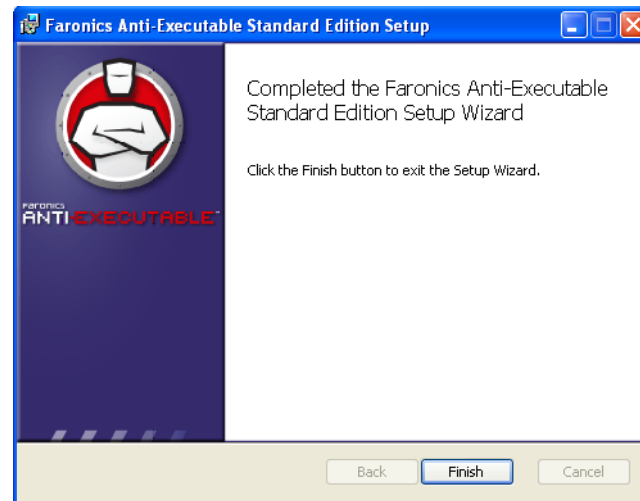 Faronics Anti-Executable Standard Edition Setup
Completed the Faronics Anti-Executable
Standard Edition Setup Wizard
Click the Finish button to exit the Setup Wizard.
FARONICS
ANTI-EXECUTABLE™
Back
Finish
Cancel